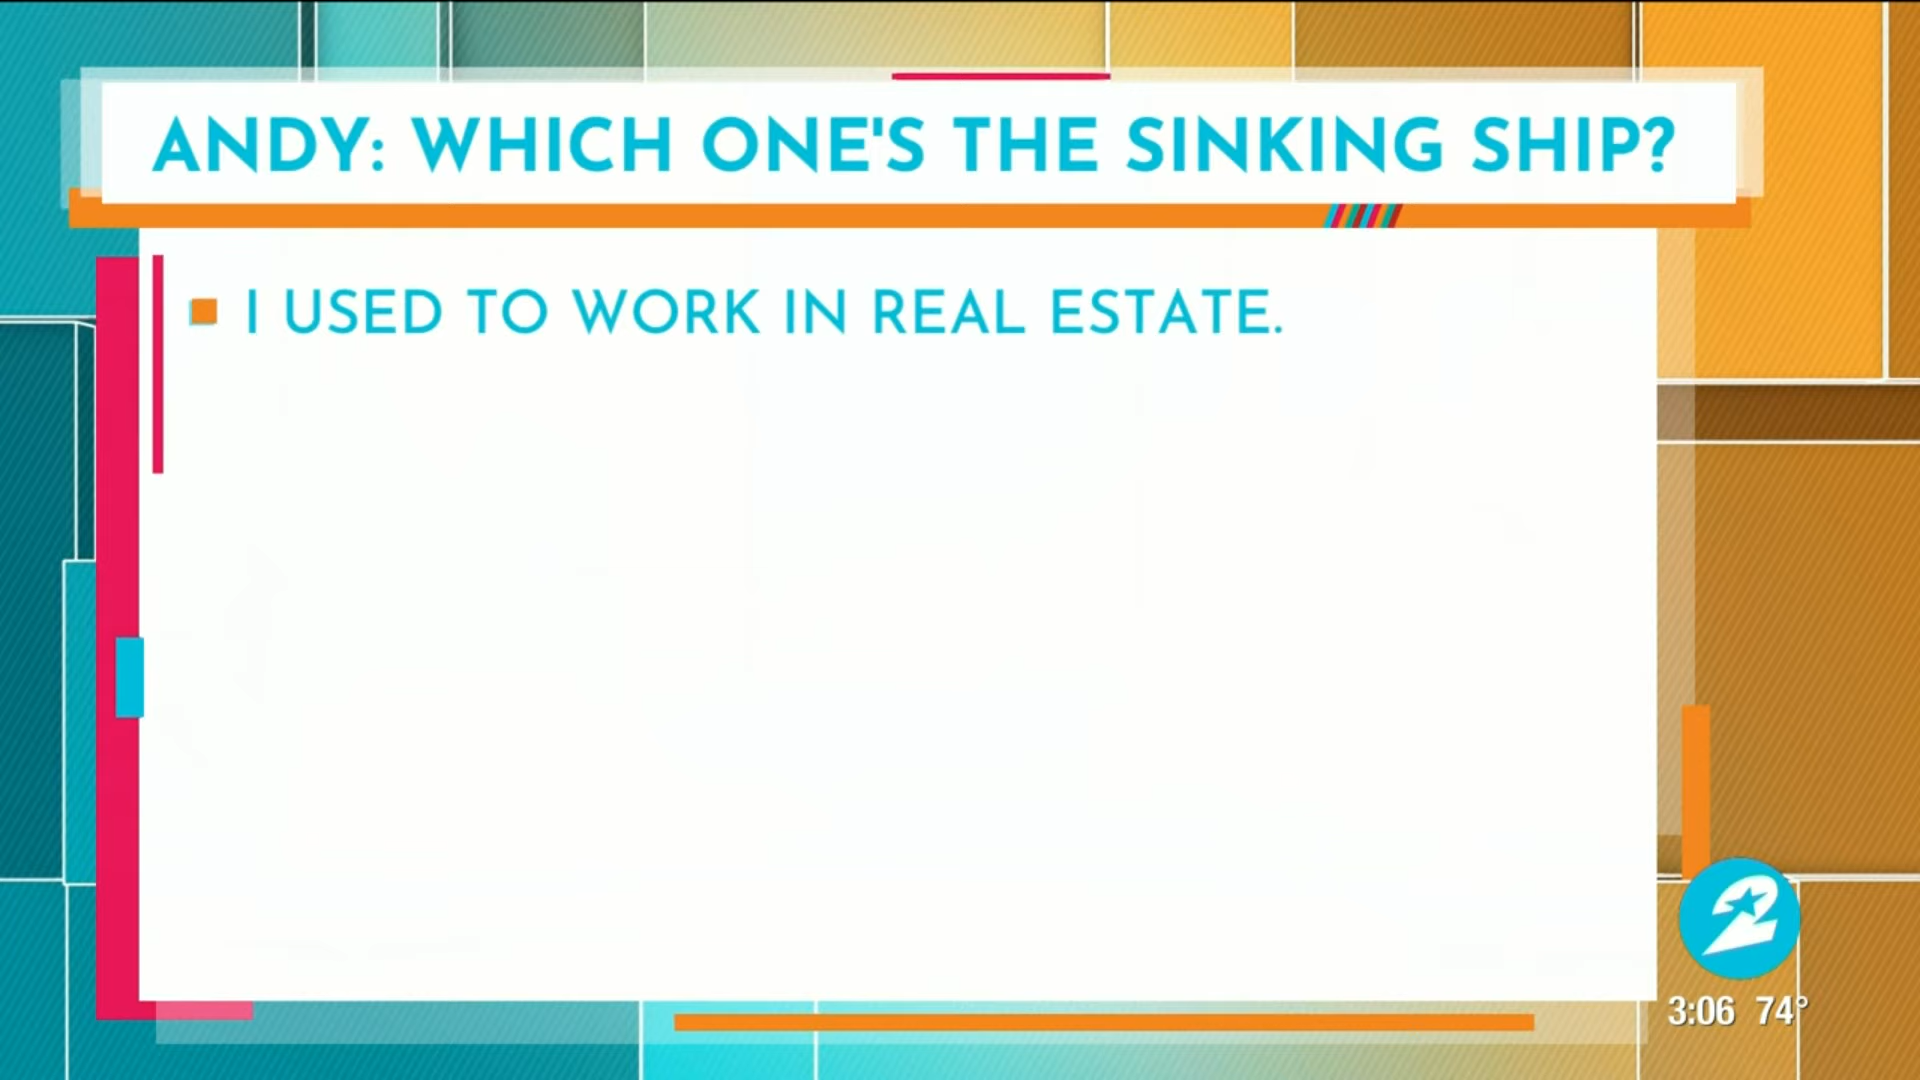 ANDY: WHICH ONE'S THE SINKING SHIP?
I USED TO WORK IN REAL ESTATE.
2
3:06 74°